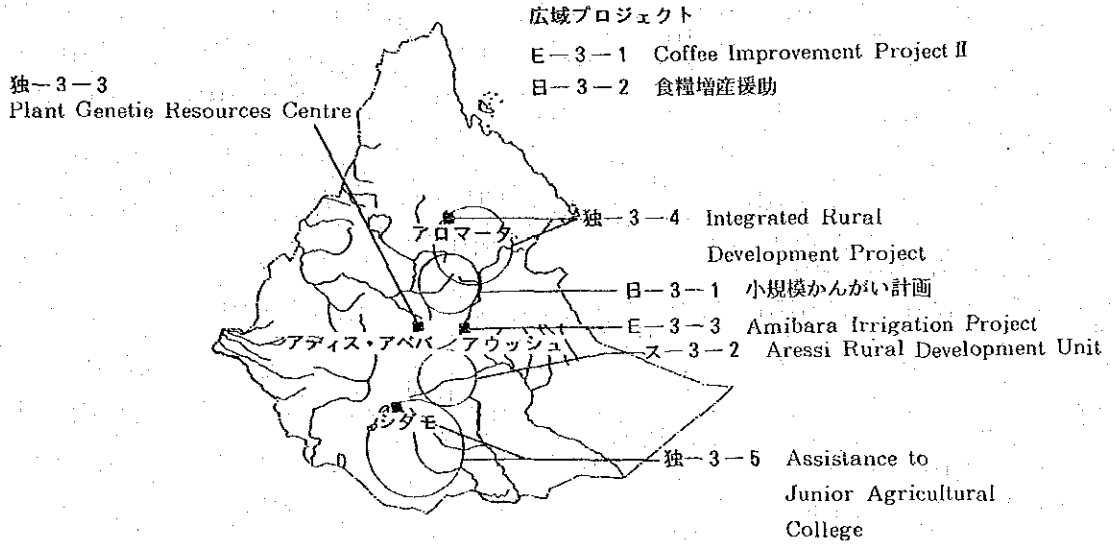 広域プロジェクト
E-3-1 Coffee Improvement Project II
日-3-2 食糧増産援助
独-3-3
Plant Genetie Resources Centre
独-3-4 Integrated Rural
Development Project
アロマータ
日-3-1 小規模かんがい計画
E-3-3 Amibara Irrigation Project
アディス・アベバ アウッシュ
ス-3-2 Aressi Rural Development Unit
シダモ
独-3-5 Assistance to
Junior Agricultural
College